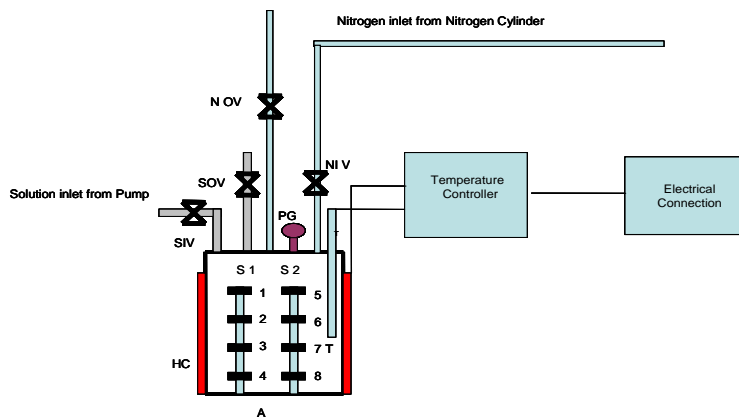 Nitrogen inlet from Nitrogen Cylinder
N OV
NI V
SOV
Solution inlet from Pump
SIV
PG
Temperature
Controller
Electrical
Connection
T
S 1
S 2
1
5
2
6
3
7
T
HC
4
8
A